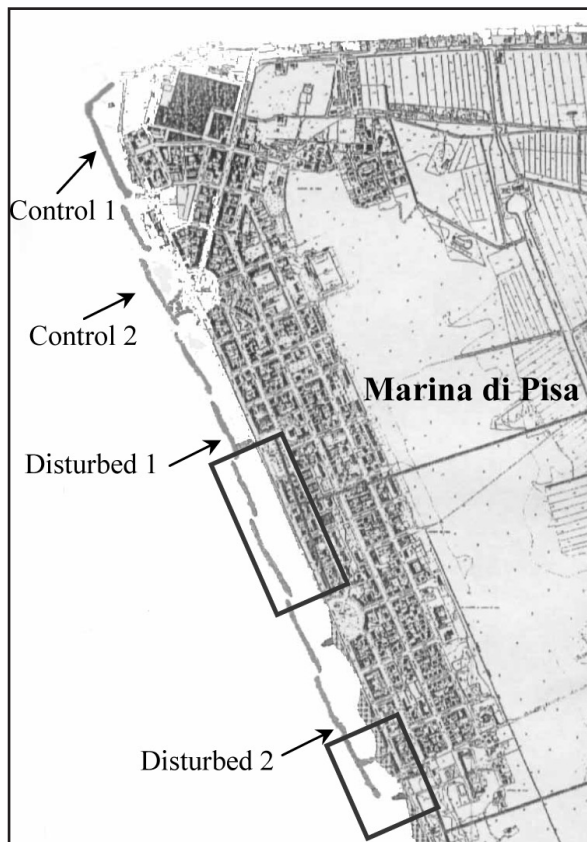 Control 1
Control 2
Marina di Pisa
Disturbed 1
Disturbed 2